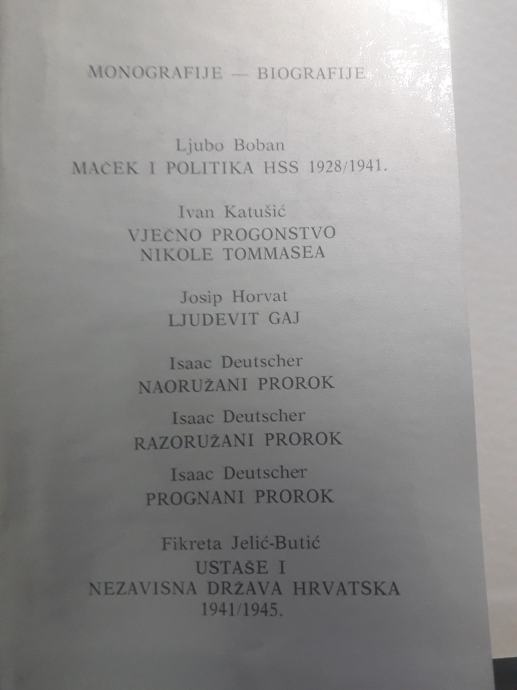 MONOGRAFIJE — BIOGRAFIJE
Ljubo Boban
MAČEK I POLITIKA HSS 1928/1941.
Ivan Katušić
VJEČNO PROGONSTVO
NIKOLE TOMMASEA
Josip Horvat
LJUDEVIT GAJ
Isaac Deutscher
NAORUŽANI PROROK
Isaac Deutscher
RAZORUŽANI PROROK
Isaac Deutscher
PROGNANI PROROK
Fikreta Jelić-Butić
USTAŠE I
NEZAVISNA DRŽAVA HRVATSKA
1941/1945.